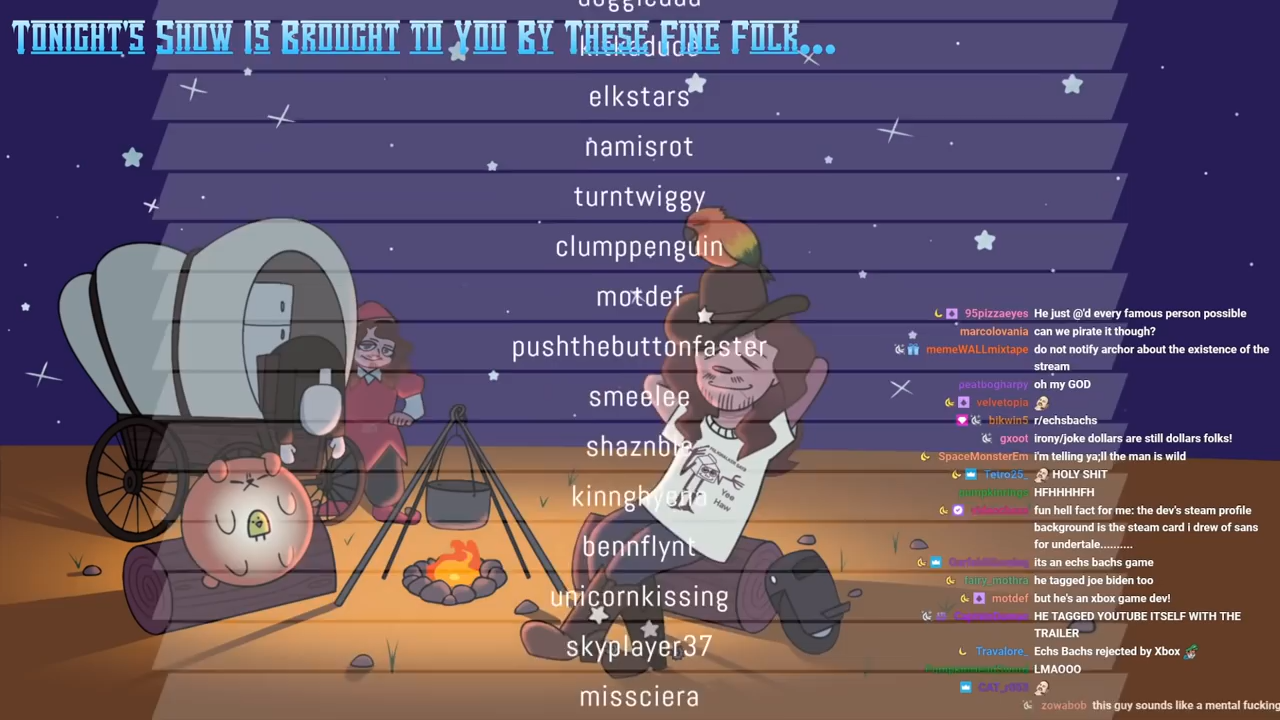 TONIGHT'S SHOW IS BROUGHT TO YOU BY THESE FINE FOLK...
kitkadude
elkstars
namisrot
turntwiggy
clumppenguin
motdef
pushthebuttonfaster
smeelee
shaznble
kinnghyena
bennflynt
unicornkissing
skyplayer37
missciera
Yee
Haw
95pizzaeyes He just @'d every famous person possible
marcolovania can we pirate it though?
memeWALLmixtape do not notify archor about the existence of the
stream
peatbogharpy oh my GOD
velvetopia
bikwin5 r/echsbachs
gxoot irony/joke dollars are still dollars folks!
SpaceMonsterEm i'm telling ya;ll the man is wild
Tetro25_ HOLY SHIT
HFHHHHFH
fun hell fact for me: the dev's steam profile
background is the steam card i drew of sans
for undertale..........
its an echs bachs game
fairy_mothra he tagged joe biden too
motdef but he's an xbox game dev!
HE TAGGED YOUTUBE ITSELF WITH THE
TRAILER
Travalore_ Echs Bachs rejected by Xbox
LMAOOO
zowabob this guy sounds like a mental fucking